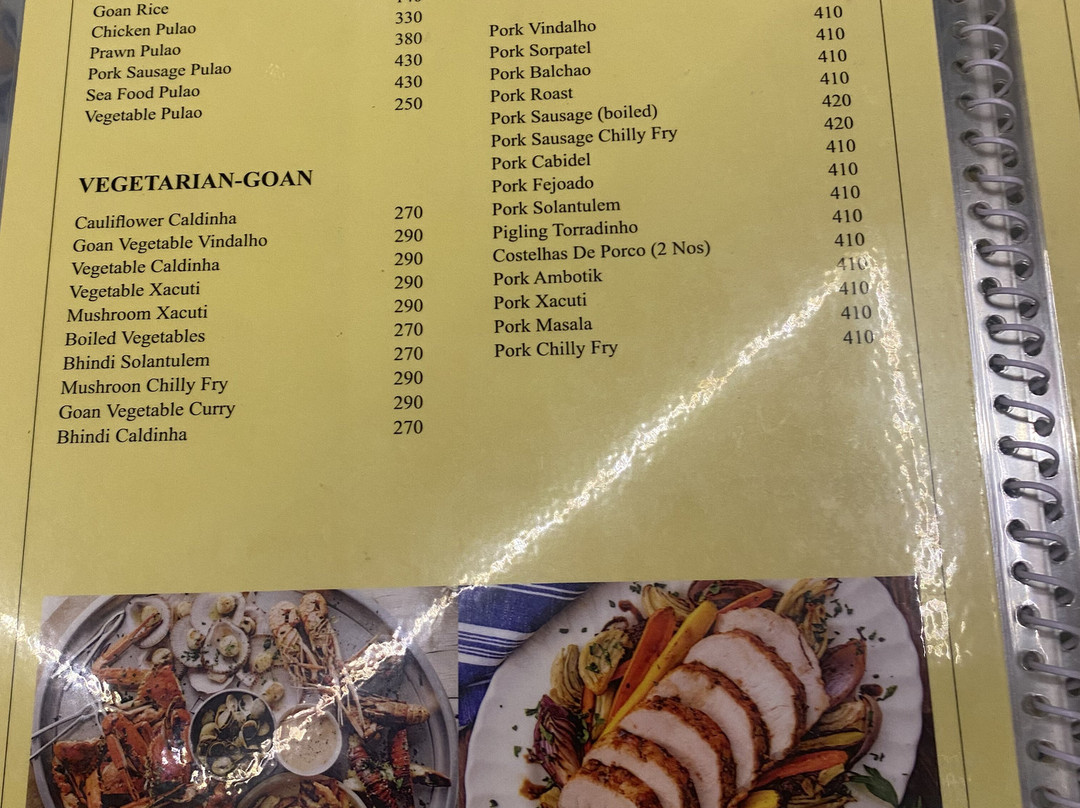 Goan Rice
Chicken Pulao 330
Prawn Pulao 380
Pork Sausage Pulao 430
Sea Food Pulao 430
Vegetable Pulao 250
VEGETARIAN-GOAN
Cauliflower Caldinha 270
Goan Vegetable Vindalho 290
Vegetable Caldinha 290
Vegetable Xacuti 290
Mushroom Xacuti 290
Boiled Vegetables 270
Bhindi Solantulem 270
Mushroon Chilly Fry 290
Goan Vegetable Curry 290
Bhindi Caldinha 270
Pork Vindalho 410
Pork Sorpatel 410
Pork Balchao 410
Pork Roast 410
Pork Sausage (boiled) 420
Pork Sausage Chilly Fry 420
Pork Cabidel 410
Pork Fejoado 410
Pork Solantulem 410
Pigling Torradinho 410
Costelhas De Porco (2 Nos) 410
Pork Ambotik 410
Pork Xacuti 410
Pork Masala 410
Pork Chilly Fry 410